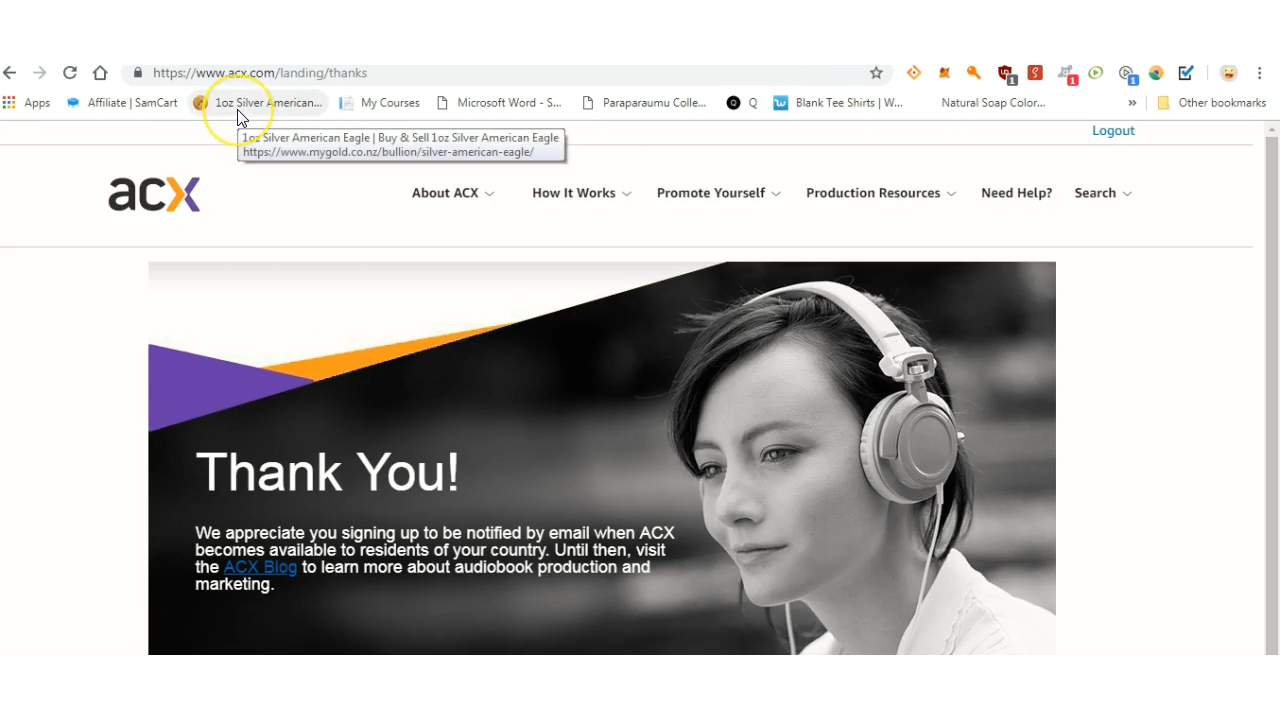 https://www.acx.com/landing/thanks
Apps Affiliate | SamCart 1oz Silver American... My Courses Microsoft Word - S... Paraparaumu Colle... Q Blank Tee Shirts | W... Natural Soap Color... » Other bookmarks
1oz Silver American Eagle | Buy & Sell 1oz Silver American Eagle
https://www.mygold.co.nz/bullion/silver-american-eagle/
Logout
acx
About ACX How It Works Promote Yourself Production Resources Need Help? Search
Thank You!
We appreciate you signing up to be notified by email when ACX
becomes available to residents of your country. Until then, visit
the ACX Blog to learn more about audiobook production and
marketing.